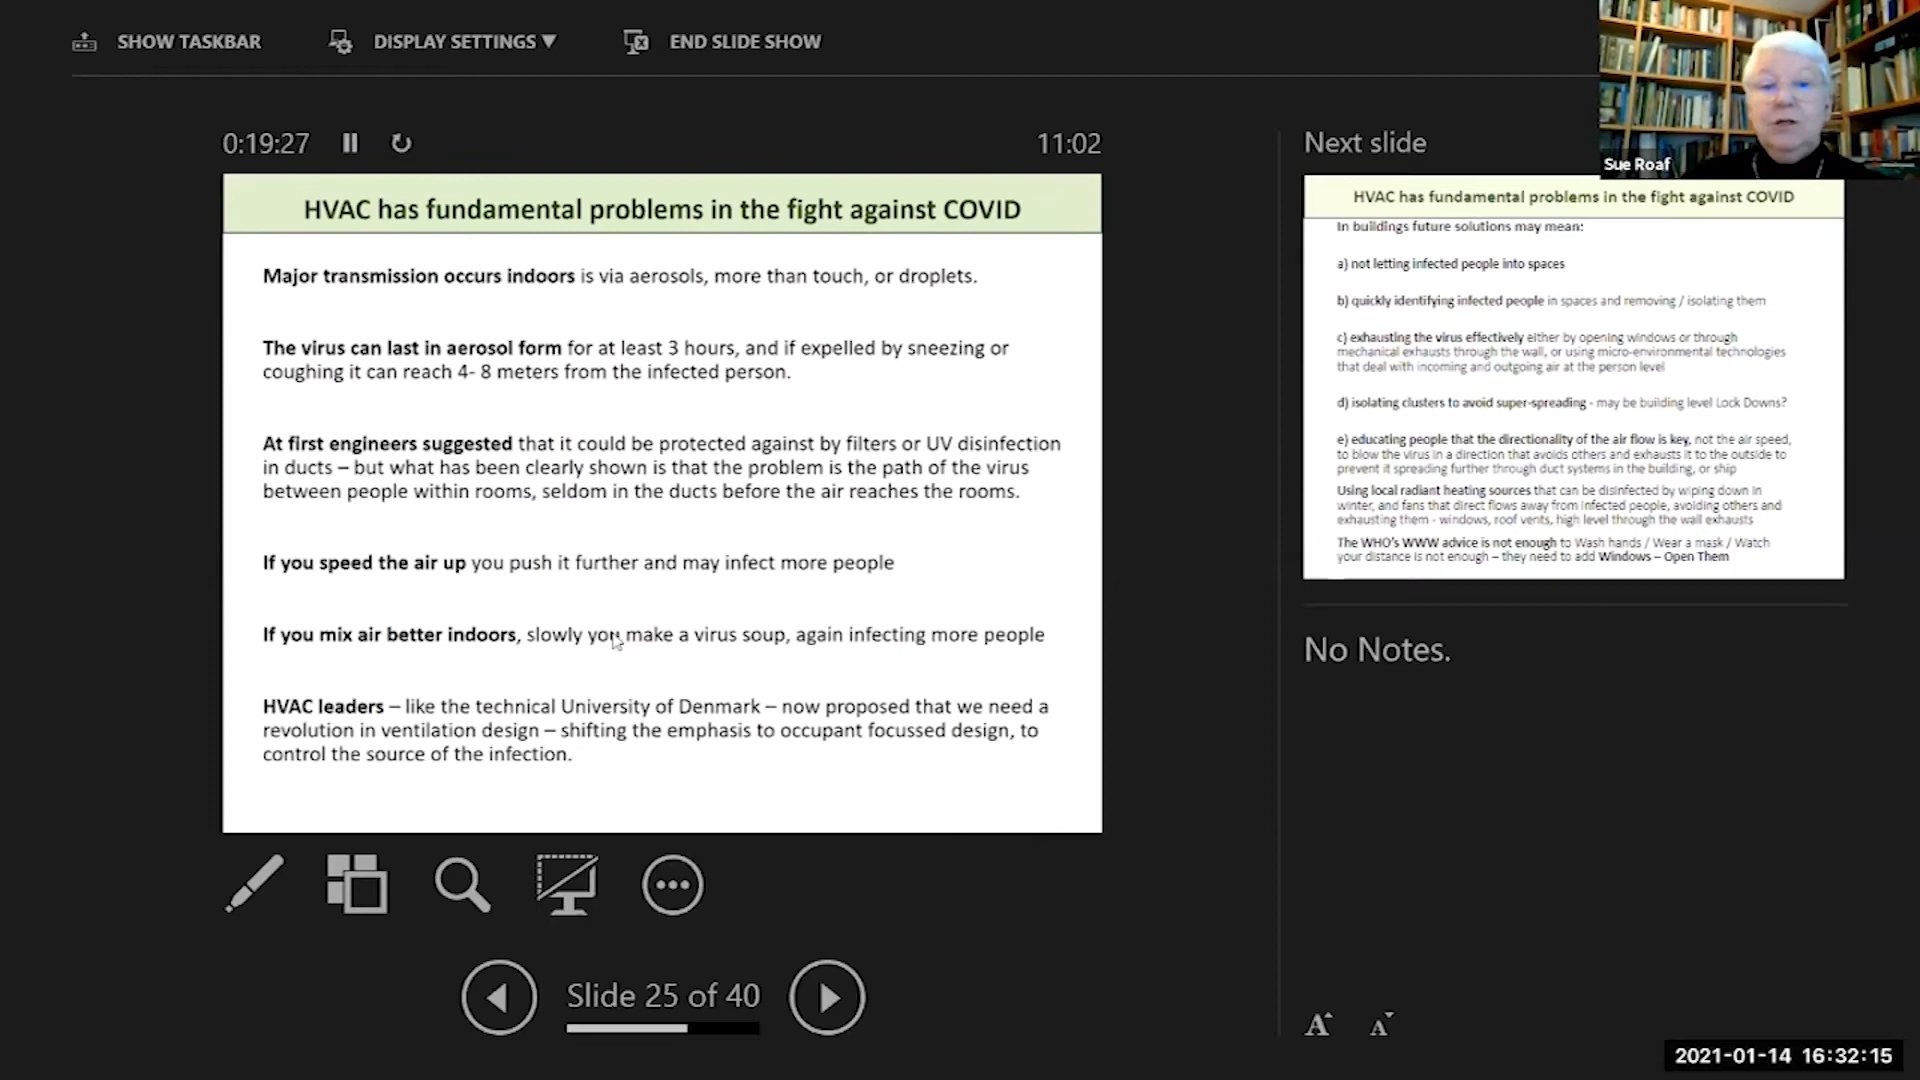 SHOW TASKBAR
DISPLAY SETTINGS ▼
END SLIDE SHOW
Sue Roaf
0:19:27
11:02
HVAC has fundamental problems in the fight against COVID
Major transmission occurs indoors is via aerosols, more than touch, or droplets.
The virus can last in aerosol form for at least 3 hours, and if expelled by sneezing or
coughing it can reach 4- 8 meters from the infected person.
At first engineers suggested that it could be protected against by filters or UV disinfection
in ducts – but what has been clearly shown is that the problem is the path of the virus
between people within rooms, seldom in the ducts before the air reaches the rooms.
If you speed the air up you push it further and may infect more people
If you mix air better indoors, slowly you make a virus soup, again infecting more people
HVAC leaders – like the technical University of Denmark – now proposed that we need a
revolution in ventilation design – shifting the emphasis to occupant focussed design, to
control the source of the infection.
Slide 25 of 40
Next slide
HVAC has fundamental problems in the fight against COVID
In buildings future solutions may mean:
a) not letting infected people into spaces
b) quickly identifying infected people in spaces and removing / isolating them
c) exhausting the virus effectively either by opening windows or through
mechanical exhausts through the wall, or using micro-environmental technologies
that deal with incoming and outgoing air at the person level
d) isolating clusters to avoid super-spreading - may be building level Lock Downs?
e) educating people that the directionality of the air flow is key, not the air speed,
to blow the virus in a direction that avoids others and exhausts it to the outside to
prevent it spreading further through duct systems in the building, or ship
Using local radiant heating sources that can be disinfected by wiping down in
winter, and fans that direct flows away from infected people, avoiding others and
exhausting them - windows, roof vents, high level through the wall exhausts
The WHO's WWW advice is not enough to Wash hands / Wear a mask / Watch
your distance is not enough – they need to add Windows – Open Them
No Notes.
A A
2021-01-14 16:32:15